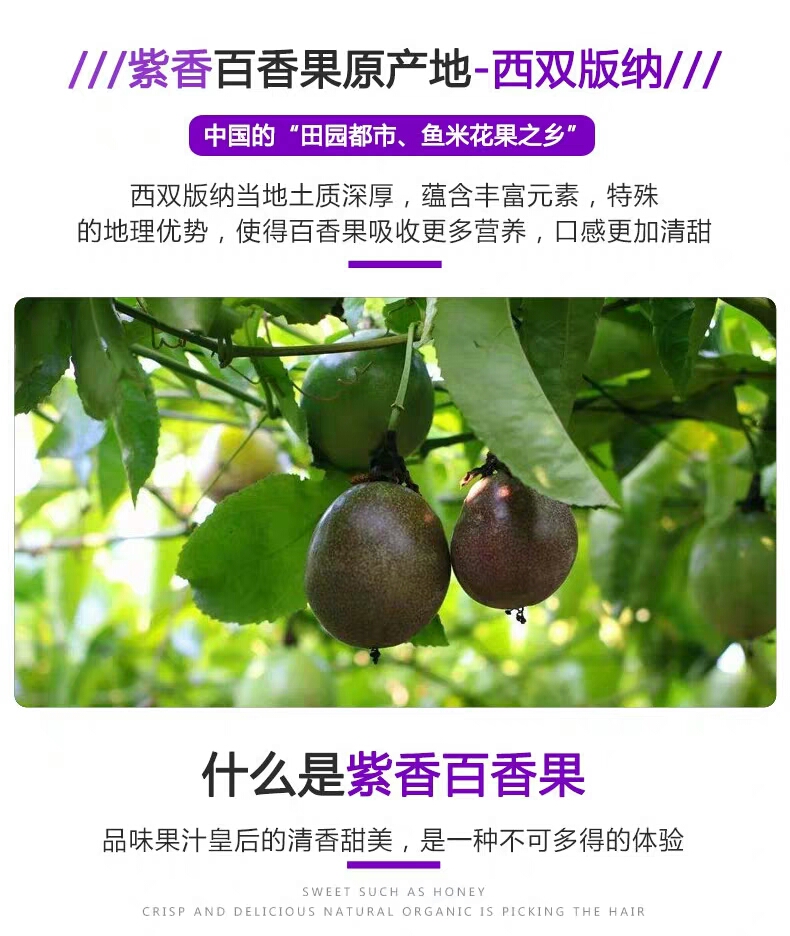 ///紫香百香果原产地-西双版纳///
中国的“田园都市、鱼米花果之乡”
西双版纳当地土质深厚，蕴含丰富元素，特殊
的地理优势，使得百香果吸收更多营养，口感更加清甜
什么是紫香百香果
品味果汁皇后的清香甜美，是一种不可多得的体验
SWEET SUCH AS HONEY
CRISP AND DELICIOUS NATURAL ORGANIC IS PICKING THE HAIR